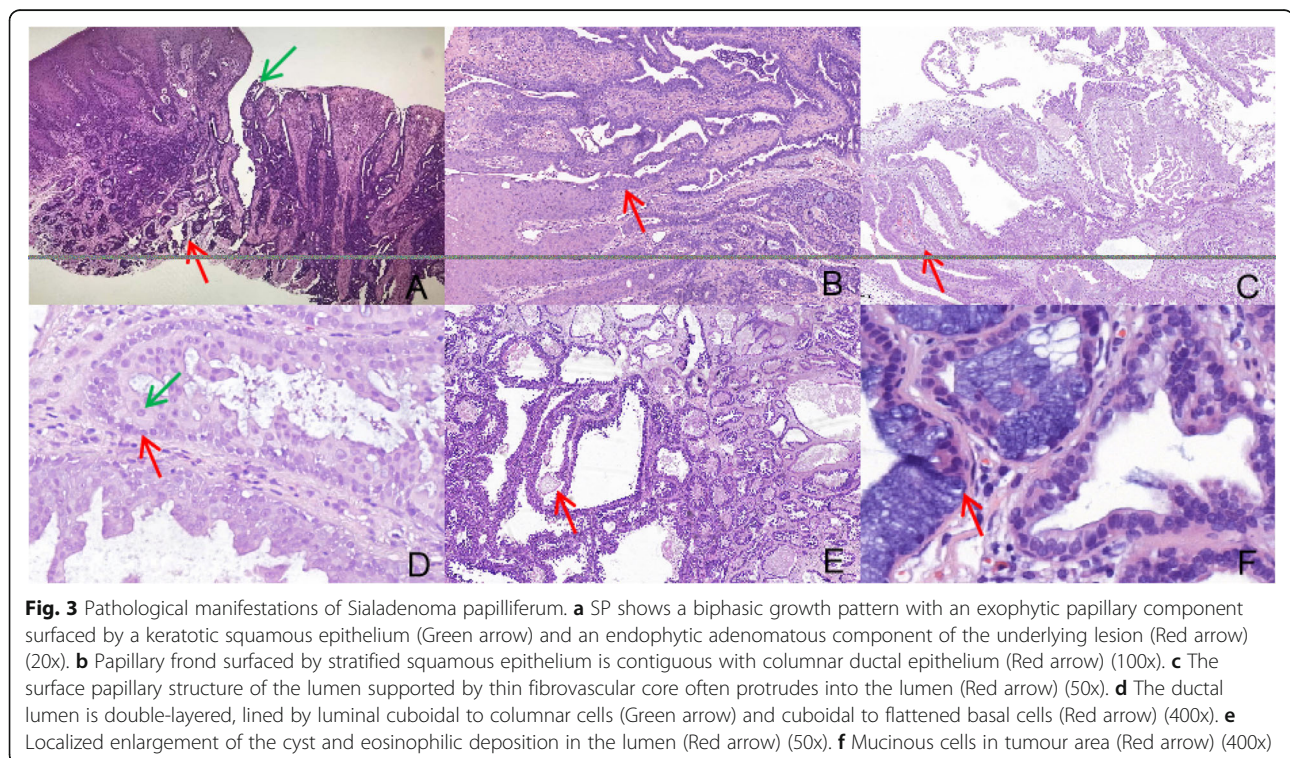 A
B
C
D
E
F
Fig. 3 Pathological manifestations of Sialadenoma papilliferum. a SP shows a biphasic growth pattern with an exophytic papillary component
surfaced by a keratotic squamous epithelium (Green arrow) and an endophytic adenomatous component of the underlying lesion (Red arrow)
(20x). b Papillary frond surfaced by stratified squamous epithelium is contiguous with columnar ductal epithelium (Red arrow) (100x). c The
surface papillary structure of the lumen supported by thin fibrovascular core often protrudes into the lumen (Red arrow) (50x). d The ductal
lumen is double-layered, lined by luminal cuboidal to columnar cells (Green arrow) and cuboidal to flattened basal cells (Red arrow) (400x). e
Localized enlargement of the cyst and eosinophilic deposition in the lumen (Red arrow) (50x). f Mucinous cells in tumour area (Red arrow) (400x)